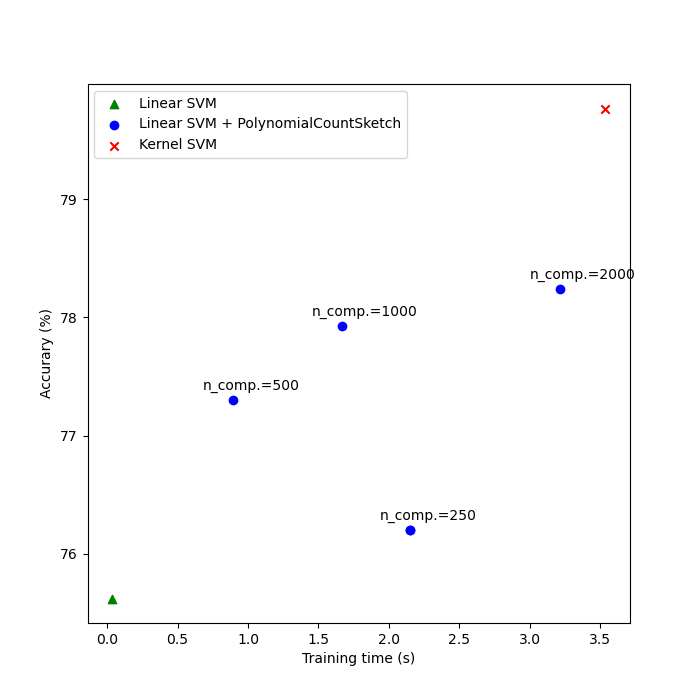 Linear SVM
Linear SVM + PolynomialCountSketch
Kernel SVM
79
78
77
76
Accurary (%)
n_comp.=2000
n_comp.=1000
n_comp.=500
n_comp.=250
0.0 0.5 1.0 1.5 2.0 2.5 3.0 3.5
Training time (s)